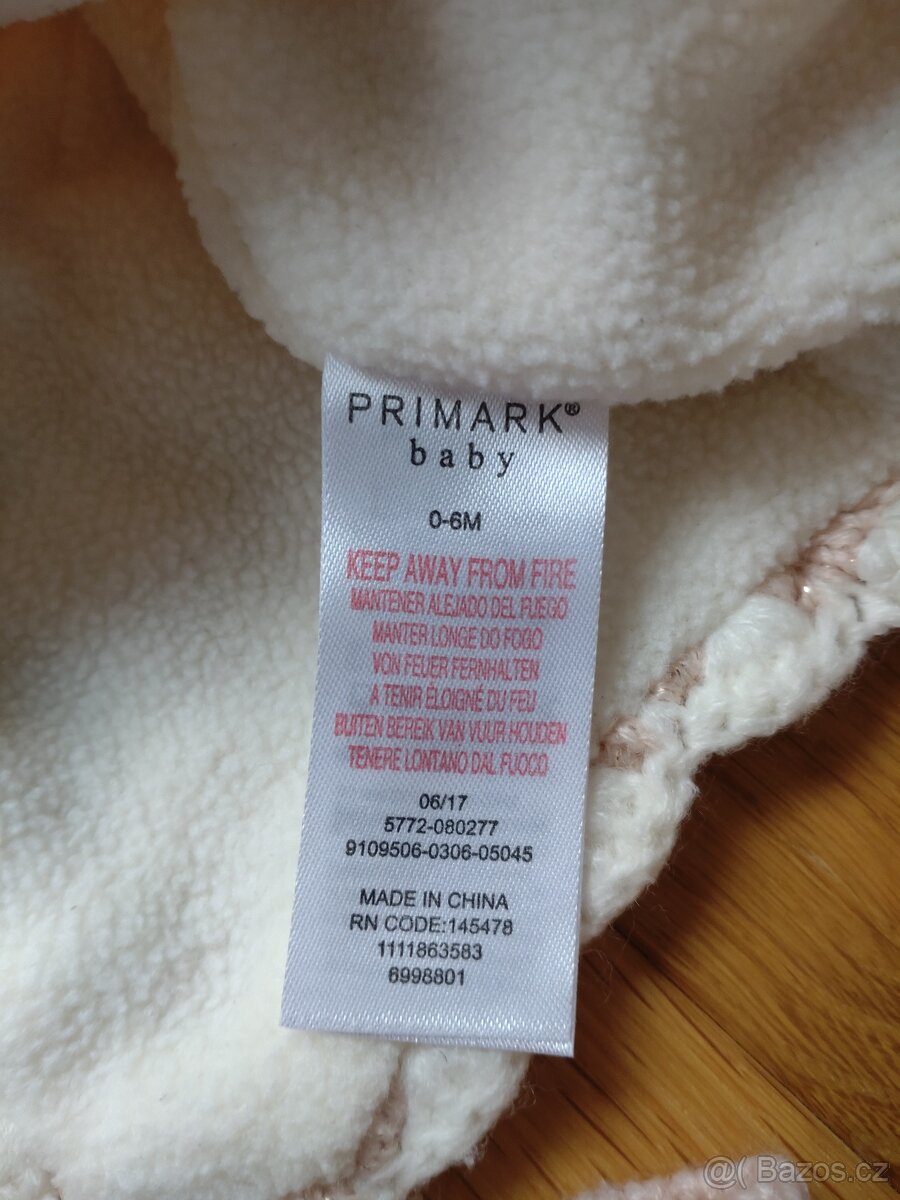 PRIMARK®
baby
0-6M
KEEP AWAY FROM FIRE
MANTENER ALEJADO DEL FUEGO
MANTER LONGE DO FOGO
VON FEUER FERNHALTEN
A TENIR ÉLOIGNÉ DU FEU
BUITEN BEREIK VAN VUUR HOUDEN
TENERE LONTANO DAL FUOCO
06/17
5772-080277
9109506-0306-05045
MADE IN CHINA
RN CODE:145478
1111863583
6998801
@( Bazos.cz